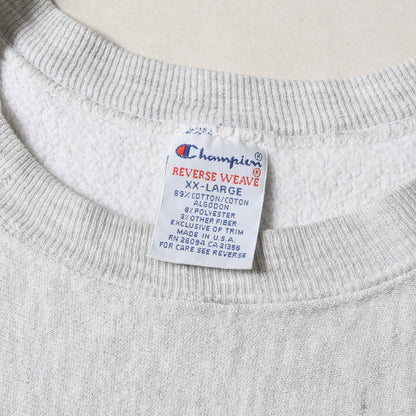 Champion®
REVERSE WEAVE®
XX-LARGE
89% COTTON/COTON
ALGODON
8% POLYESTER
3% OTHER FIBER
EXCLUSIVE OF TRIM
MADE IN U.S.A.
RN 26094 CA 21356
FOR CARE SEE REVERSE